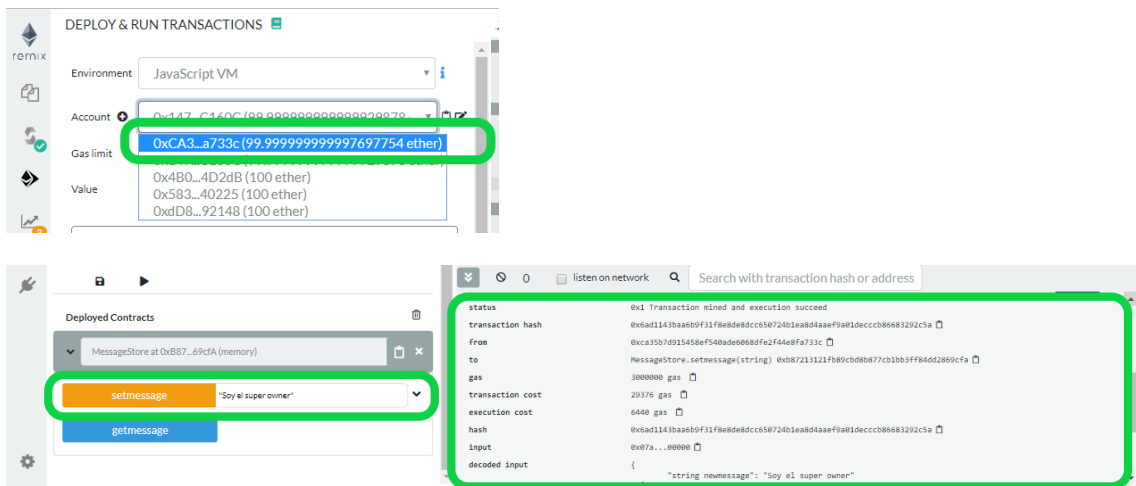 DEPLOY & RUN TRANSACTIONS
remix
Environment
JavaScript VM
i
Account
0x147...C160C (99.999999999999929878
0xCA3...a733c (99.999999999997697754 ether)
Gas limit
0x4B0...4D2dB (100 ether)
Value
0x583...40225 (100 ether)
0xdD8...92148 (100 ether)
0
listen on network
Search with transaction hash or address
Deployed Contracts
MessageStore at 0xB87...69cfA (memory)
setmessage
"Soy el super owner"
getmessage
status 0x1 Transaction mined and execution succeed
transaction hash 0x6ad1143baa6b9f31f8e8de8dcc650724b1ea8d4aaef9a01decccb86683292c5a
from 0xca35b7d915458ef540ade6068dfe2f44e8fa733c
to MessageStore.setmessage(string) 0xb87213121fb89cbd8b877cb1bb3ff84dd2869cfa
gas 3000000 gas
transaction cost 29376 gas
execution cost 6440 gas
hash 0x6ad1143baa6b9f31f8e8de8dcc650724b1ea8d4aaef9a01decccb86683292c5a
input 0x07a...00000
decoded input {
"string newmessage": "Soy el super owner"